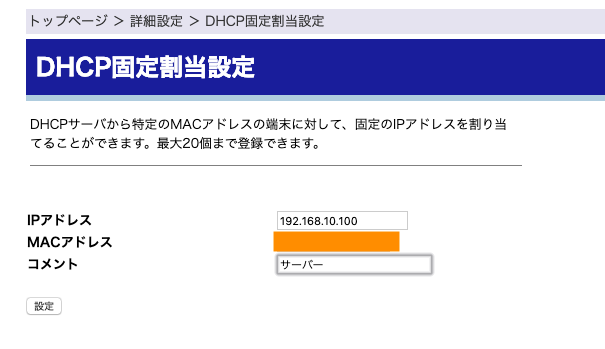 トップページ ＞ 詳細設定 ＞ DHCP固定割当設定
DHCP固定割当設定
DHCPサーバから特定のMACアドレスの端末に対して、固定のIPアドレスを割り当
てることができます。最大20個まで登録できます。
IPアドレス 192.168.10.100
MACアドレス
コメント サーバー
設定